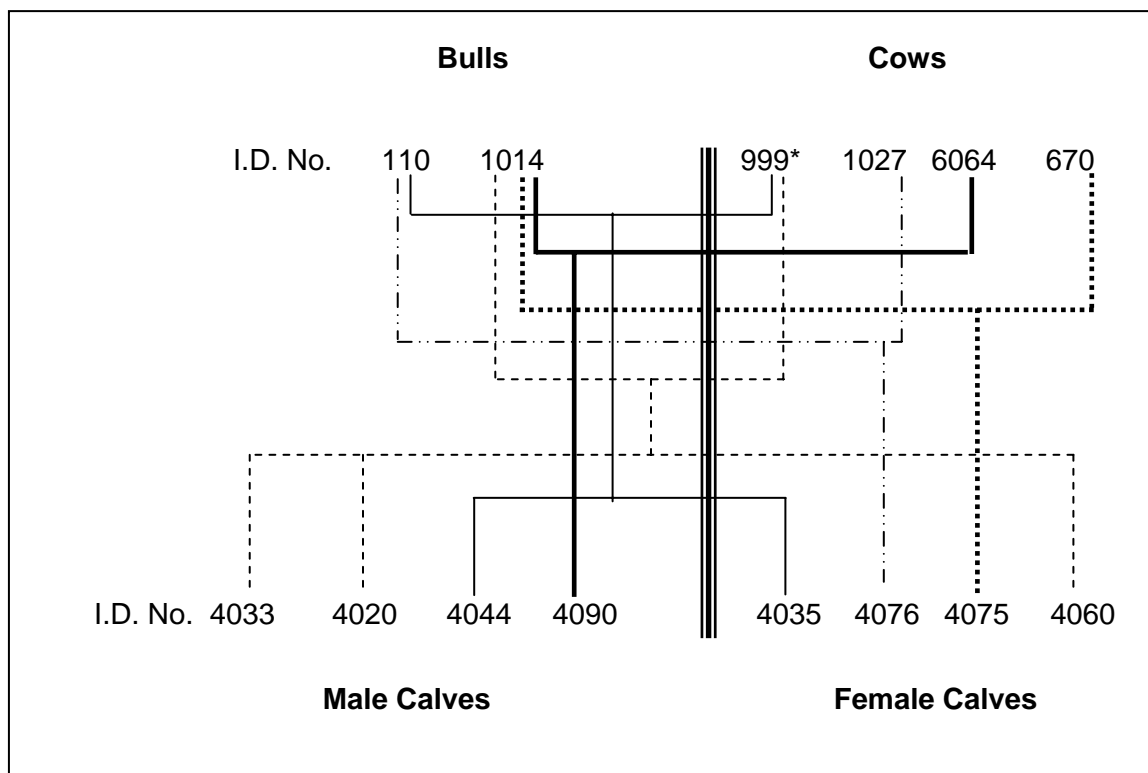 Bulls Cows
I.D. No. 110 1014 999* 1027 6064 670
I.D. No. 4033 4020 4044 4090 4035 4076 4075 4060
Male Calves Female Calves